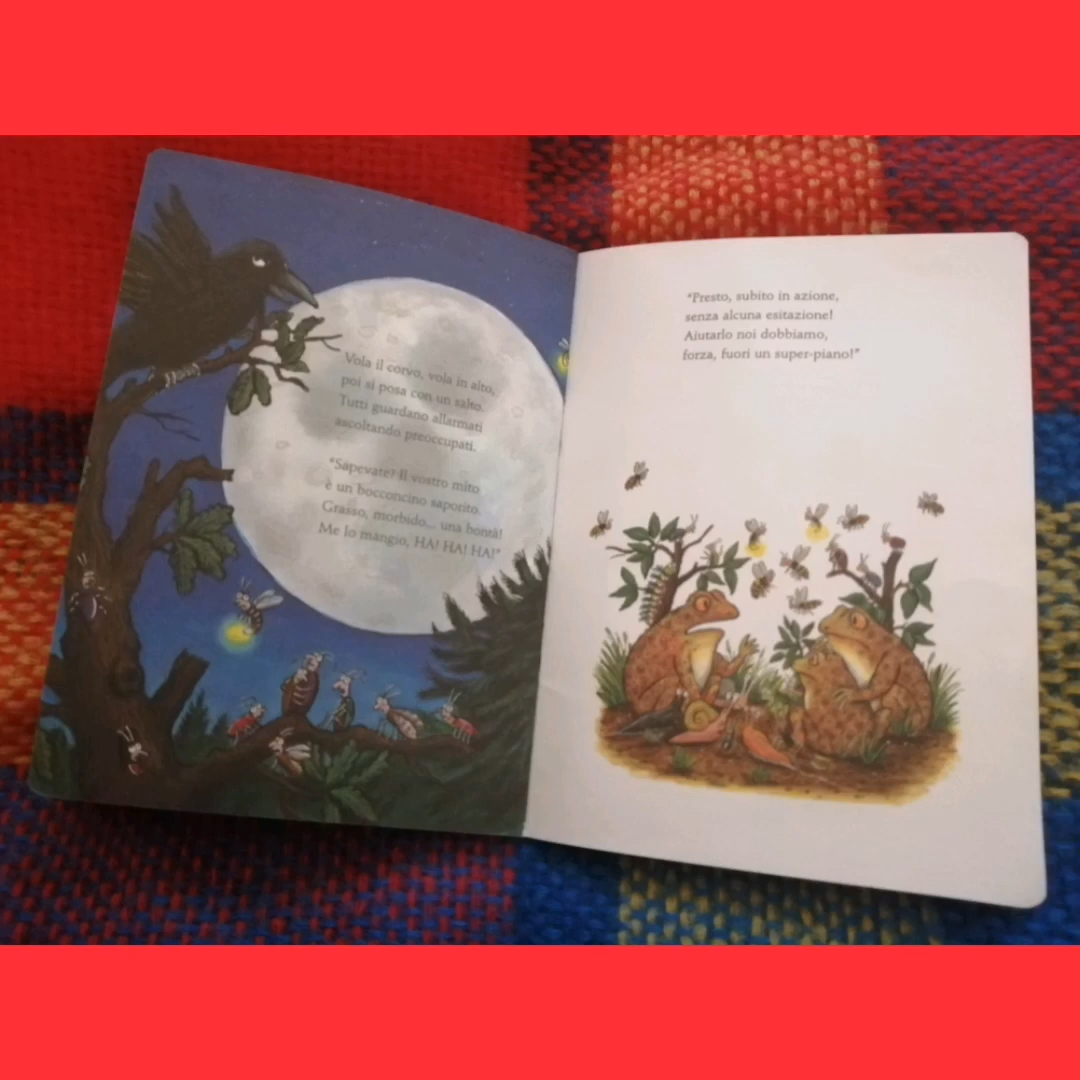 Vola il corvo, vola in alto,
poi si posa con un salto.
Tutti guardano allarmati
ascoltando preoccupati.
"Sapevate? Il vostro mito
è un bocconcino saporito.
Grasso, morbido... una bontà!
Me lo mangio, HA! HA! HA!"
"Presto, subito in azione,
senza alcuna esitazione!
Aiutarlo noi dobbiamo,
forza, fuori un super-piano!"